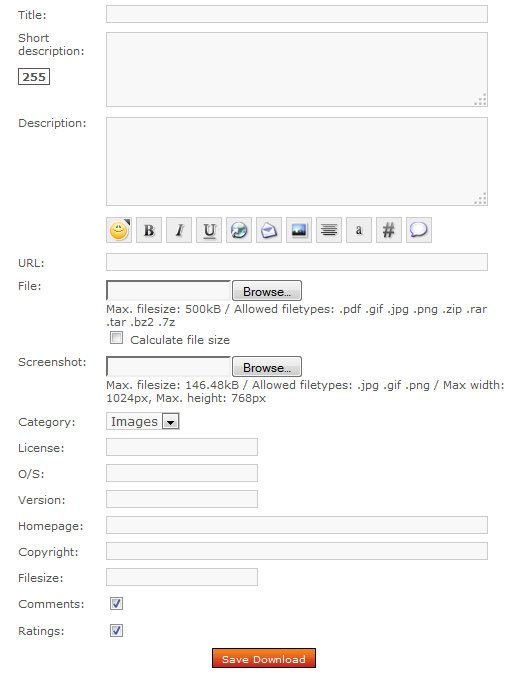 Title:
Short
description:
255
Description:
B I U a #
URL:
File:
Browse...
Max. filesize: 500kB / Allowed filetypes: .pdf .gif .jpg .png .zip .rar
.tar .bz2 .7z
Calculate file size
Screenshot:
Browse...
Max. filesize: 146.48kB / Allowed filetypes: .jpg .gif .png / Max width:
1024px, Max. height: 768px
Category:
Images
License:
O/S:
Version:
Homepage:
Copyright:
Filesize:
Comments:
Ratings:
Save Download